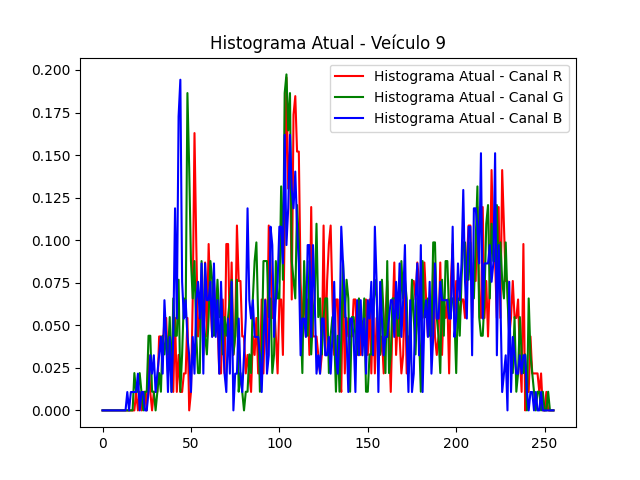 Histograma Atual - Veículo 9
Histograma Atual - Canal R
Histograma Atual - Canal G
Histograma Atual - Canal B
0.200
0.175
0.150
0.125
0.100
0.075
0.050
0.025
0.000
0 50 100 150 200 250